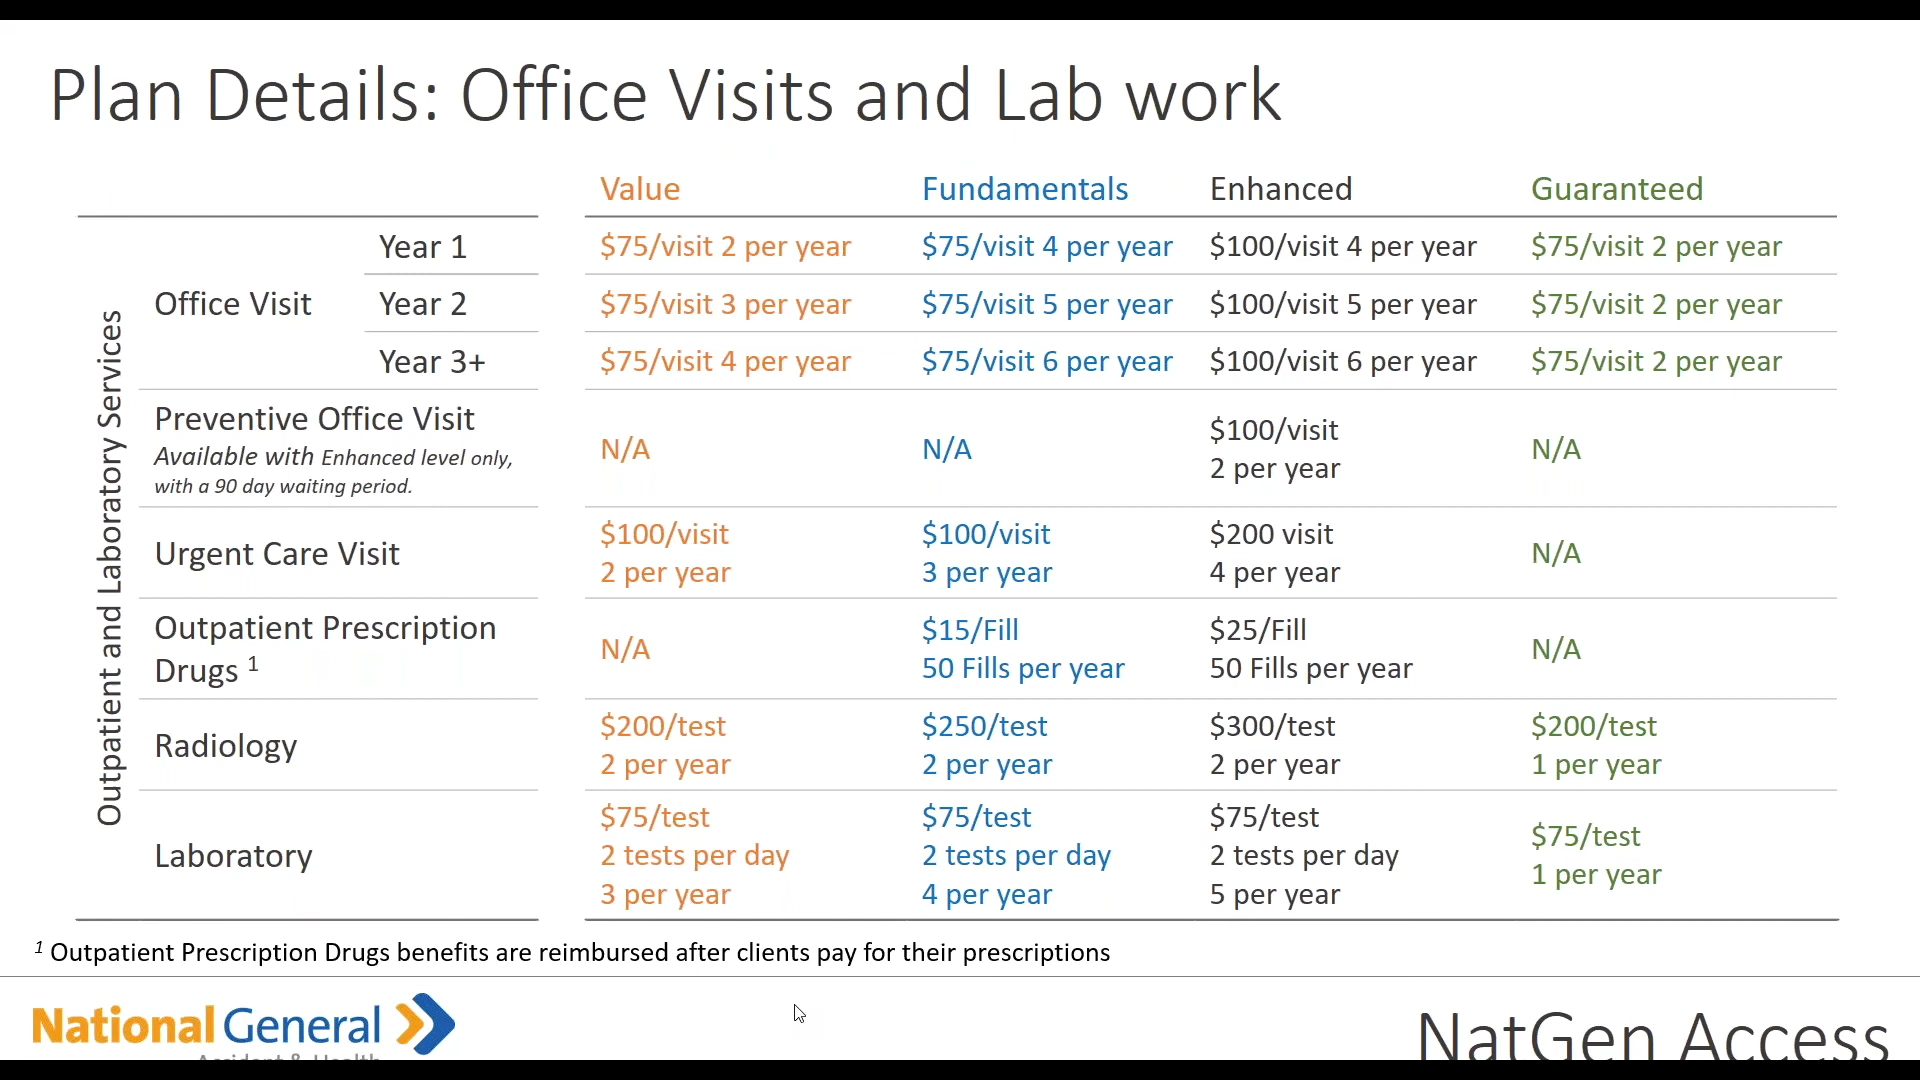 Plan Details: Office Visits and Lab work
Value Fundamentals Enhanced Guaranteed
Outpatient and Laboratory Services
Office Visit
Year 1 $75/visit 2 per year $75/visit 4 per year $100/visit 4 per year $75/visit 2 per year
Year 2 $75/visit 3 per year $75/visit 5 per year $100/visit 5 per year $75/visit 2 per year
Year 3+ $75/visit 4 per year $75/visit 6 per year $100/visit 6 per year $75/visit 2 per year
Preventive Office Visit
Available with Enhanced level only,
with a 90 day waiting period.
N/A
N/A
$100/visit
2 per year
N/A
Urgent Care Visit
$100/visit
2 per year
$100/visit
3 per year
$200 visit
4 per year
N/A
Outpatient Prescription
Drugs 1
N/A
$15/Fill
50 Fills per year
$25/Fill
50 Fills per year
N/A
Radiology
$200/test
2 per year
$250/test
2 per year
$300/test
2 per year
$200/test
1 per year
Laboratory
$75/test
2 tests per day
3 per year
$75/test
2 tests per day
4 per year
$75/test
2 tests per day
5 per year
$75/test
1 per year
1 Outpatient Prescription Drugs benefits are reimbursed after clients pay for their prescriptions
National General
Accident & Health
NatGen Access